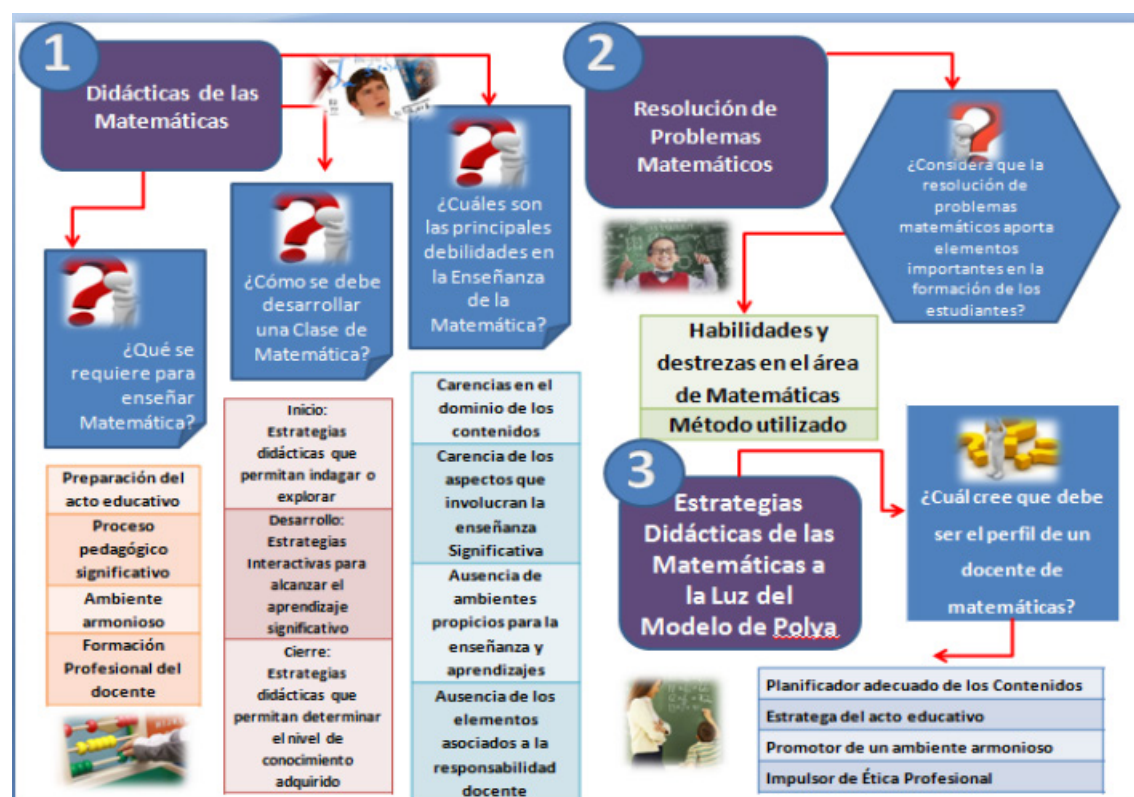 1
Didácticas de las
Matemáticas
¿Qué se
requiere para
enseñar
Matemática?
Preparación del
acto educativo
Proceso
pedagógico
significativo
Ambiente
armonioso
Formación
Profesional del
docente
¿Cómo se debe
desarrollar
una Clase de
Matemática?
Inicio:
Estrategias
didácticas que
permitan indagar o
explorar
Desarrollo:
Estrategias
Interactivas para
alcanzar el
aprendizaje
significativo
Cierre:
Estrategias
didácticas que
permitan determinar
el nivel de
conocimiento
adquirido
¿Cuáles son
las principales
debilidades en
la Enseñanza
de la
Matemática?
Carencias en el
dominio de los
contenidos
Carencia de los
aspectos que
involucran la
enseñanza
Significativa
Ausencia de
ambientes
propicios para la
enseñanza y
aprendizajes
Ausencia de los
elementos
asociados a la
responsabilidad
docente
2
Resolución de
Problemas
Matemáticos
¿Considera que la
resolución de
problemas
matemáticos aporta
elementos
importantes en la
formación de los
estudiantes?
Habilidades y
destrezas en el área
de Matemáticas
Método utilizado
3
Estrategias
Didácticas de las
Matemáticas a
la Luz del
Modelo de Polya
¿Cuál cree que debe
ser el perfil de un
docente de
matemáticas?
Planificador adecuado de los Contenidos
Estratega del acto educativo
Promotor de un ambiente armonioso
Impulsor de Ética Profesional